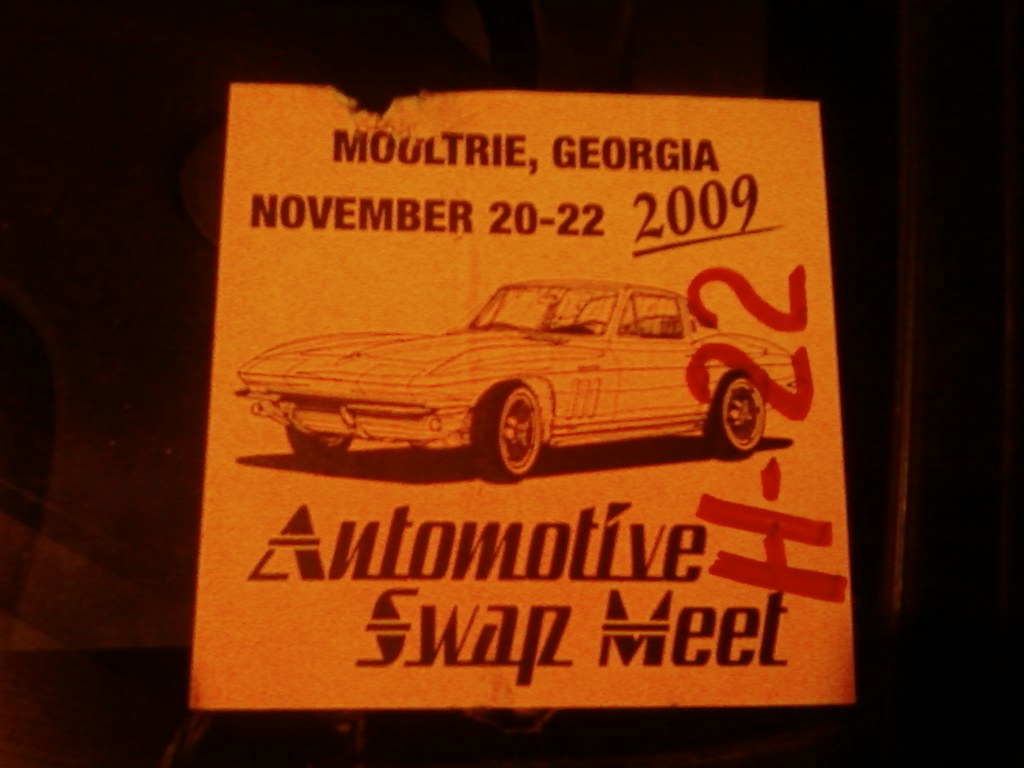 MOULTRIE, GEORGIA
NOVEMBER 20-22 2009
H-22
Automotive
Swap Meet